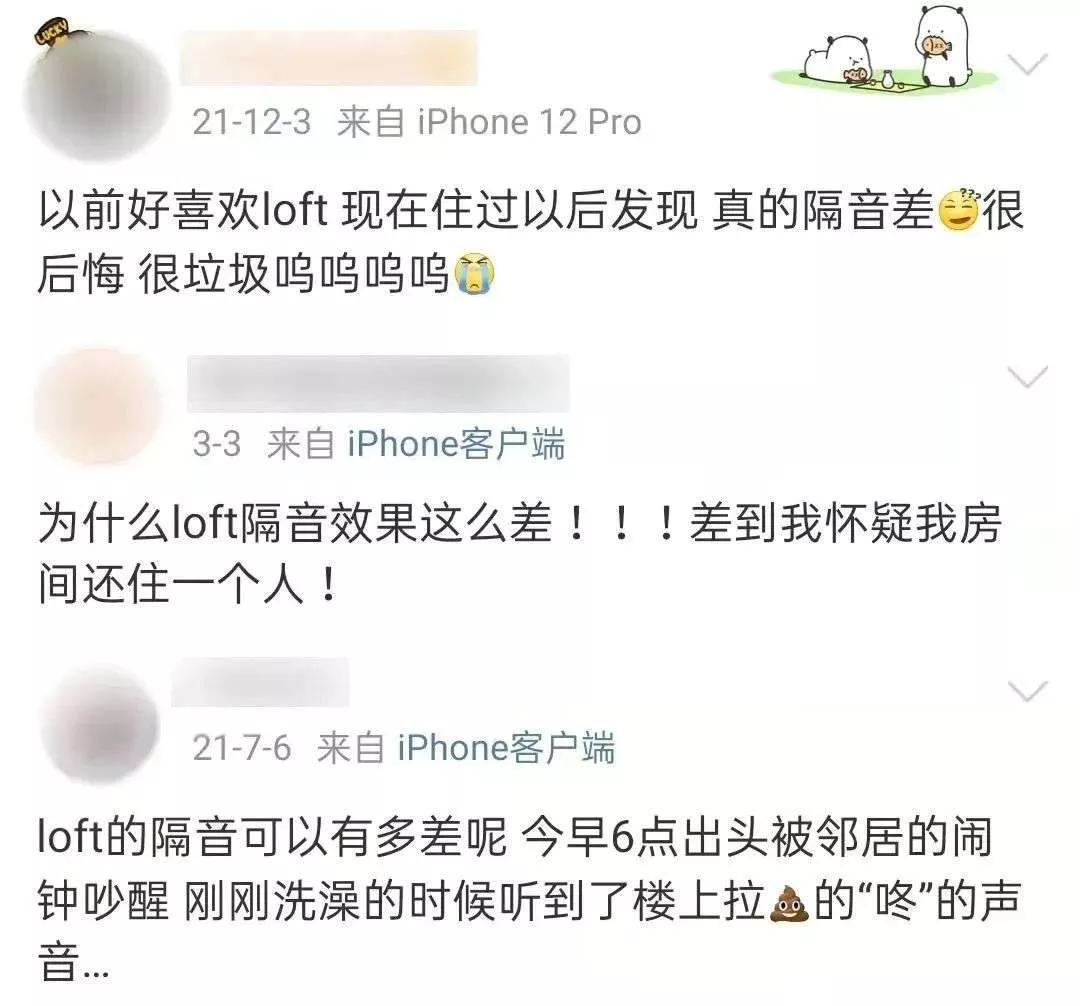 LUCKY
21-12-3 来自 iPhone 12 Pro
以前好喜欢loft 现在住过以后发现 真的隔音差???很
后悔 很垃圾呜呜呜呜
3-3 来自 iPhone客户端
为什么loft隔音效果这么差！！！差到我怀疑我房
间还住一个人！
21-7-6 来自 iPhone客户端
loft的隔音可以有多差呢 今早6点出头被邻居的闹
钟吵醒 刚刚洗澡的时候听到了楼上拉💩的“咚”的声
音...